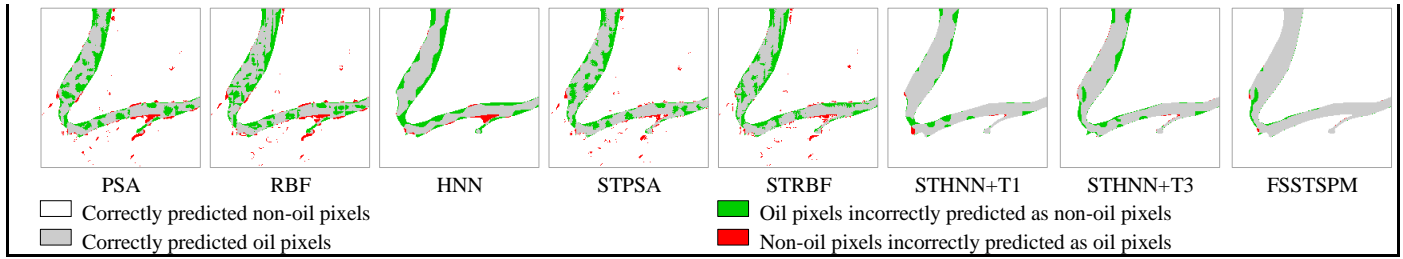 PSA RBF HNN STPSA STRBF STHNN+T1 STHNN+T3 FSSTSPM
Correctly predicted non-oil pixels Oil pixels incorrectly predicted as non-oil pixels
Correctly predicted oil pixels Non-oil pixels incorrectly predicted as oil pixels